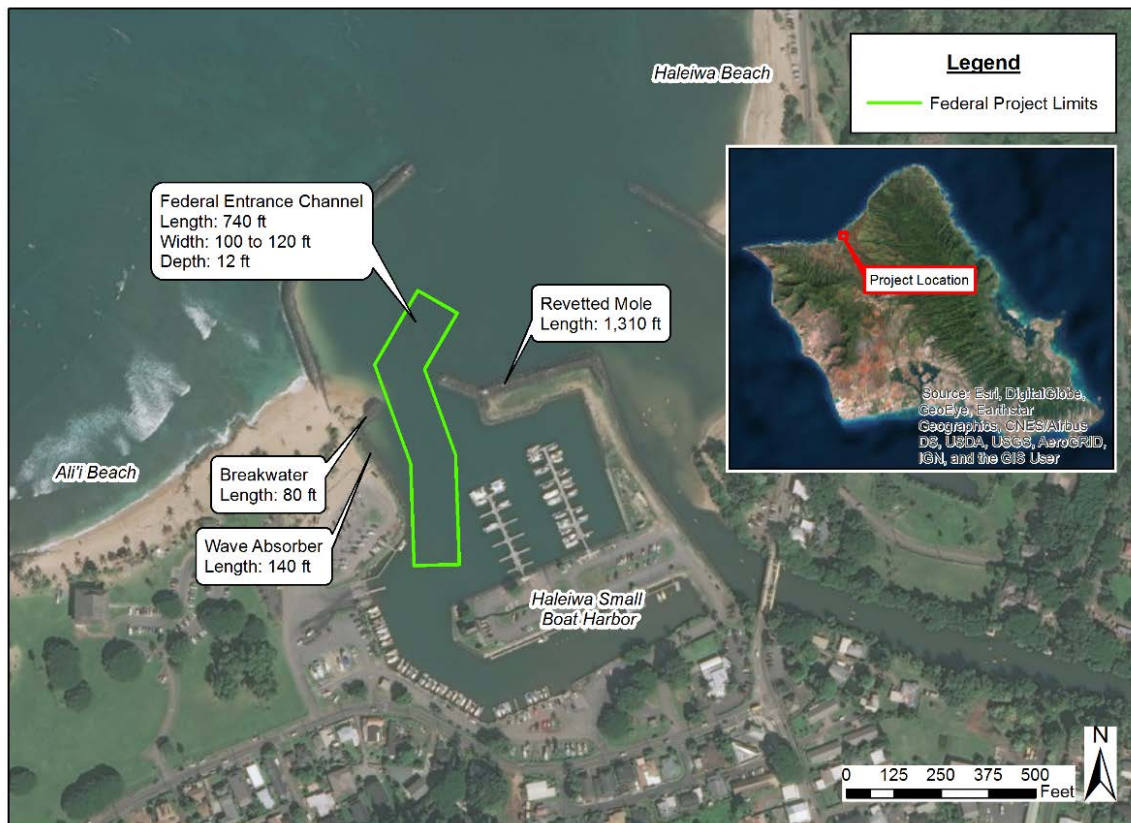 Haleiwa Beach
Legend
Federal Project Limits
Federal Entrance Channel
Length: 740 ft
Width: 100 to 120 ft
Depth: 12 ft
Project Location
Revetted Mole
Length: 1,310 ft
Source: Esri, DigitalGlobe,
GeoEye, Earthstar
Geographics, CNES/Airbus
DS, USDA, USGS, AeroGRID,
IGN, and the GIS User
Ali'i Beach
Breakwater
Length: 80 ft
Wave Absorber
Length: 140 ft
Haleiwa Small
Boat Harbor
N
0 125 250 375 500
Feet